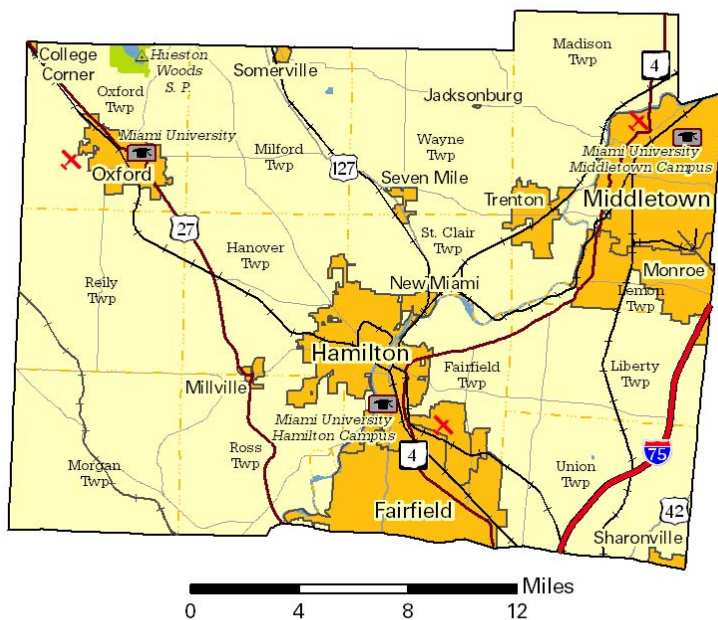 Madison
Twp
4
College
Corner
Hueston
Woods
S. P.
Somerville
Oxford
Twp
Jacksonburg
Miami University
Milford
Twp
Wayne
Twp
Miami University
Middletown Campus
127
Oxford
Seven Mile
Trenton
Middletown
27
Hanover
Twp
St. Clair
Twp
Reily
Twp
New Miami
Monroe
Lemon
Twp
Hamilton
Millville
Fairfield
Twp
Liberty
Twp
Miami University
Hamilton Campus
Ross
Twp
4
75
Morgan
Twp
Union
Twp
Fairfield
42
Sharonville
Miles
0 4 8 12